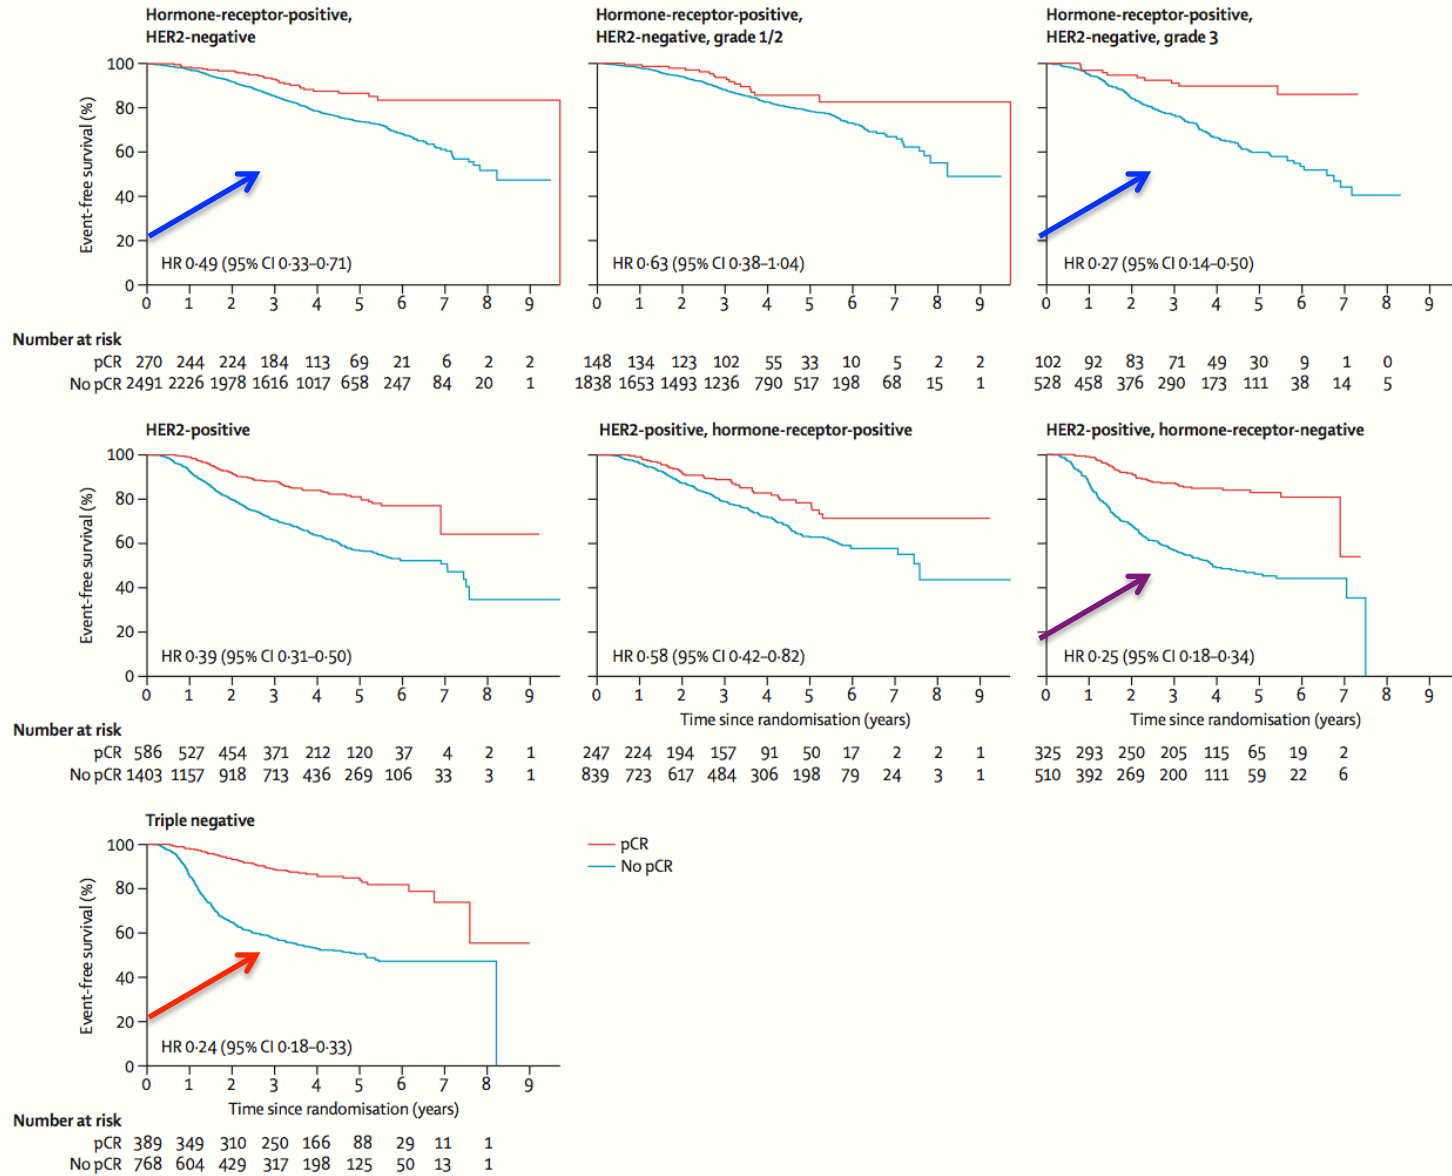 Hormone-receptor-positive,
HER2-negative
Hormone-receptor-positive,
HER2-negative, grade 1/2
Hormone-receptor-positive,
HER2-negative, grade 3
Event-free survival (%)
100
80
60
40
20
0
HR 0·49 (95% CI 0·33–0·71)
HR 0·63 (95% CI 0·38–1·04)
HR 0·27 (95% CI 0·14–0·50)
0 1 2 3 4 5 6 7 8 9
0 1 2 3 4 5 6 7 8 9
0 1 2 3 4 5 6 7 8 9
Number at risk
pCR 270 244 224 184 113 69 21 6 2 2
No pCR 2491 2226 1978 1616 1017 658 247 84 20 1
148 134 123 102 55 33 10 5 2 2
1838 1653 1493 1236 790 517 198 68 15 1
102 92 83 71 49 30 9 1 0
528 458 376 290 173 111 38 14 5
HER2-positive
HER2-positive, hormone-receptor-positive
HER2-positive, hormone-receptor-negative
Event-free survival (%)
100
80
60
40
20
0
HR 0·39 (95% CI 0·31–0·50)
HR 0·58 (95% CI 0·42–0·82)
HR 0·25 (95% CI 0·18–0·34)
0 1 2 3 4 5 6 7 8 9
0 1 2 3 4 5 6 7 8 9
0 1 2 3 4 5 6 7 8 9
Time since randomisation (years)
Time since randomisation (years)
Number at risk
pCR 586 527 454 371 212 120 37 4 2 1
No pCR 1403 1157 918 713 436 269 106 33 3 1
247 224 194 157 91 50 17 2 2 1
839 723 617 484 306 198 79 24 3 1
325 293 250 205 115 65 19 2
510 392 269 200 111 59 22 6
Triple negative
Event-free survival (%)
100
80
60
40
20
0
pCR
No pCR
HR 0·24 (95% CI 0·18–0·33)
0 1 2 3 4 5 6 7 8 9
Time since randomisation (years)
Number at risk
pCR 389 349 310 250 166 88 29 11 1
No pCR 768 604 429 317 198 125 50 13 1